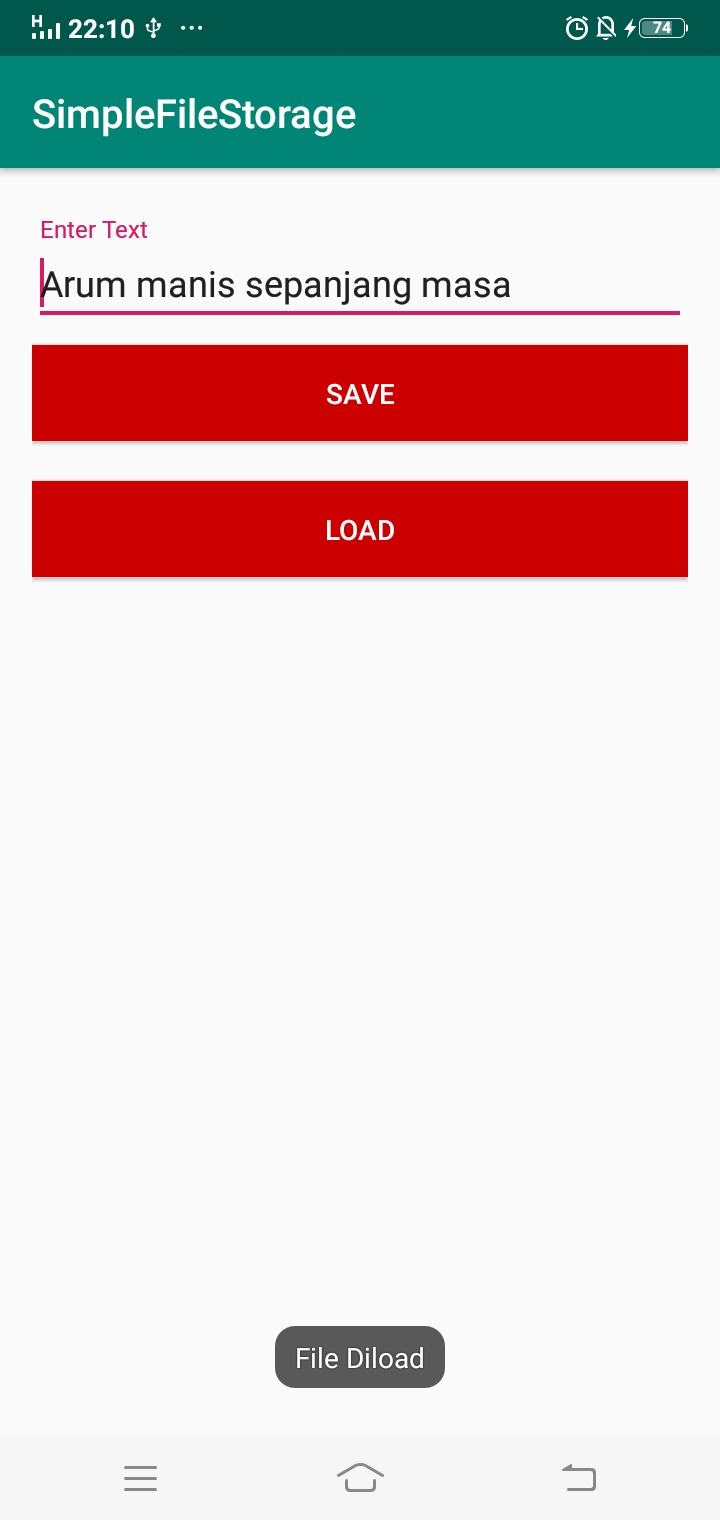 H 22:10 ... 74
SimpleFileStorage
Enter Text
Arum manis sepanjang masa
SAVE
LOAD
File Diload